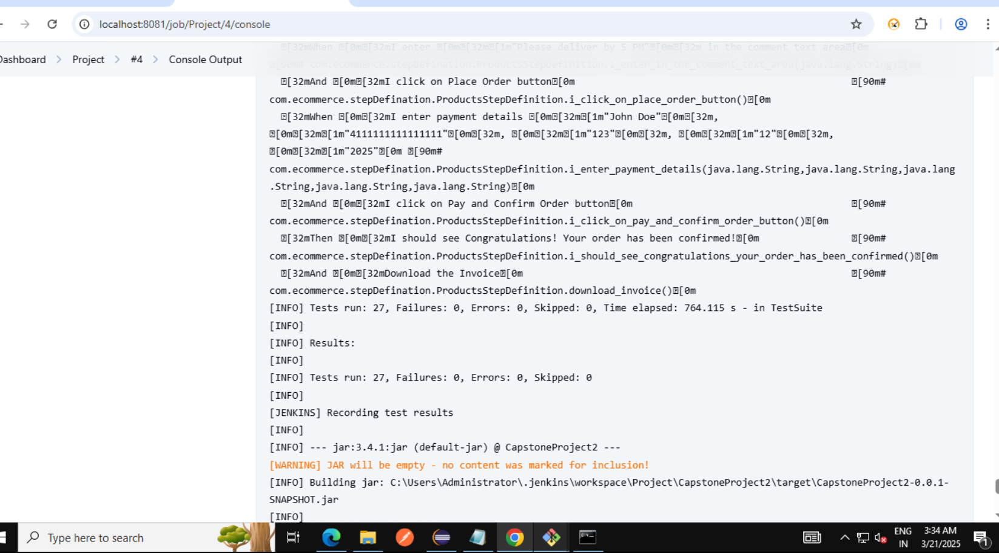 localhost:8081/job/Project/4/console
Dashboard > Project > #4 > Console Output
[32mWhen [0m[32mI enter [0m[32m[1m"Please deliver by 5 PM"[0m[32m in the comment text area[0m
[90m# com.ecommerce.stepDefination.ProductsStepDefinition.i_enter_in_the_comment_text_area(java.lang.String)[0m
[32mAnd [0m[32mI click on Place Order button[0m [90m#
com.ecommerce.stepDefination.ProductsStepDefinition.i_click_on_place_order_button()[0m
[32mWhen [0m[32mI enter payment details [0m[32m[1m"John Doe"[0m[32m,
[0m[32m[1m"4111111111111111"[0m[32m, [0m[32m[1m"123"[0m[32m, [0m[32m[1m"12"[0m[32m,
[0m[32m[1m"2025"[0m [90m#
com.ecommerce.stepDefination.ProductsStepDefinition.i_enter_payment_details(java.lang.String,java.lang.String,java.lang
.String,java.lang.String,java.lang.String)[0m
[32mAnd [0m[32mI click on Pay and Confirm Order button[0m [90m#
com.ecommerce.stepDefination.ProductsStepDefinition.i_click_on_pay_and_confirm_order_button()[0m
[32mThen [0m[32mI should see Congratulations! Your order has been confirmed![0m [90m#
com.ecommerce.stepDefination.ProductsStepDefinition.i_should_see_congratulations_your_order_has_been_confirmed()[0m
[32mAnd [0m[32mDownload the Invoice[0m [90m#
com.ecommerce.stepDefination.ProductsStepDefinition.download_invoice()[0m
[INFO] Tests run: 27, Failures: 0, Errors: 0, Skipped: 0, Time elapsed: 764.115 s - in TestSuite
[INFO]
[INFO] Results:
[INFO]
[INFO] Tests run: 27, Failures: 0, Errors: 0, Skipped: 0
[INFO]
[JENKINS] Recording test results
[INFO]
[INFO] --- jar:3.4.1:jar (default-jar) @ CapstoneProject2 ---
[WARNING] JAR will be empty - no content was marked for inclusion!
[INFO] Building jar: C:\Users\Administrator\.jenkins\workspace\Project\CapstoneProject2\target\CapstoneProject2-0.0.1-
SNAPSHOT.jar
[INFO]
Type here to search
ENG
IN
3:34 AM
3/21/2025
1